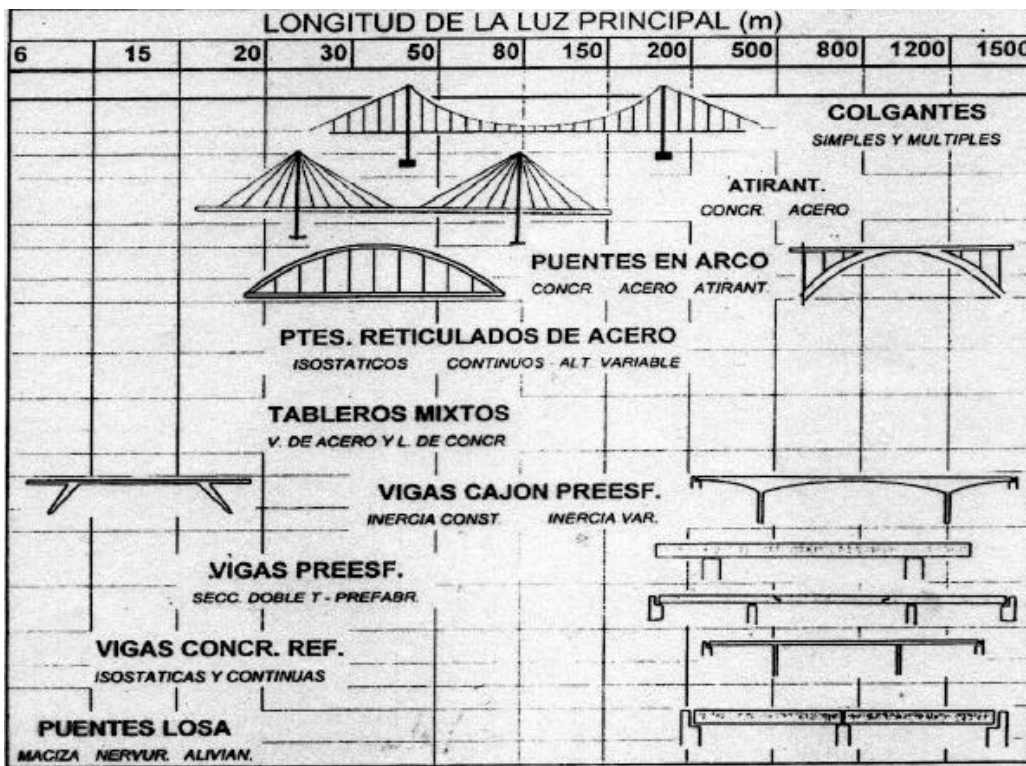 LONGITUD DE LA LUZ PRINCIPAL (m)
6 15 20 30 50 80 150 200 500 800 1200 1500
COLGANTES
SIMPLES Y MULTIPLES
ATIRANT.
CONCR. ACERO
PUENTES EN ARCO
CONCR ACERO ATIRANT.
PTES. RETICULADOS DE ACERO
ISOSTATICOS CONTINUOS - ALT. VARIABLE
TABLEROS MIXTOS
V. DE ACERO Y L. DE CONCR
VIGAS CAJON PREESF.
INERCIA CONST. INERCIA VAR.
VIGAS PREESF.
SECC. DOBLE T - PREFABR.
VIGAS CONCR. REF.
ISOSTATICAS Y CONTINUAS
PUENTES LOSA
MACIZA NERVUR. ALIVIAN.